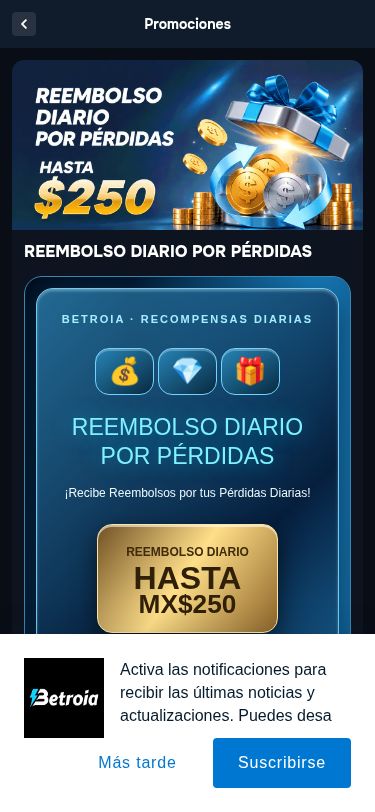 Promociones
REEMBOLSO
DIARIO
POR PÉRDIDAS
HASTA
$250
REEMBOLSO DIARIO POR PÉRDIDAS
BETROIA · RECOMPENSAS DIARIAS
REEMBOLSO DIARIO
POR PÉRDIDAS
¡Recibe Reembolsos por tus Pérdidas Diarias!
REEMBOLSO DIARIO
HASTA
MX$250
Betroia
Activa las notificaciones para
recibir las últimas noticias y
actualizaciones. Puedes desa
Más tarde
Suscribirse